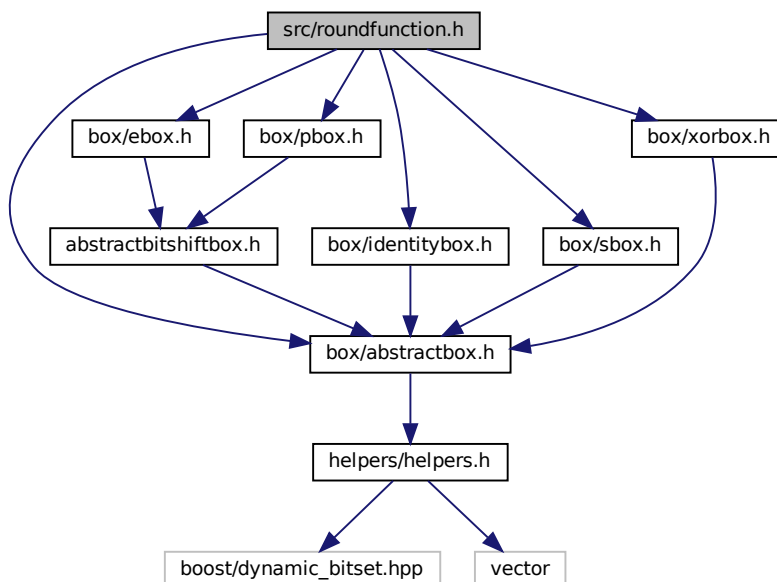 src/roundfunction.h
box/ebox.h
box/pbox.h
box/xorbox.h
abstractbitshiftbox.h
box/identitybox.h
box/sbox.h
box/abstractbox.h
helpers/helpers.h
boost/dynamic_bitset.hpp
vector